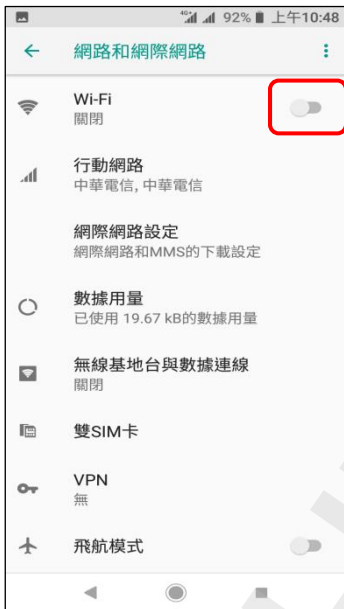 4G 92% 上午10:48
網路和網際網路
Wi-Fi
關閉
行動網路
中華電信, 中華電信
網際網路設定
網際網路和MMS的下載設定
數據用量
已使用 19.67 kB的數據用量
無線基地台與數據連線
關閉
雙SIM卡
VPN
無
飛航模式